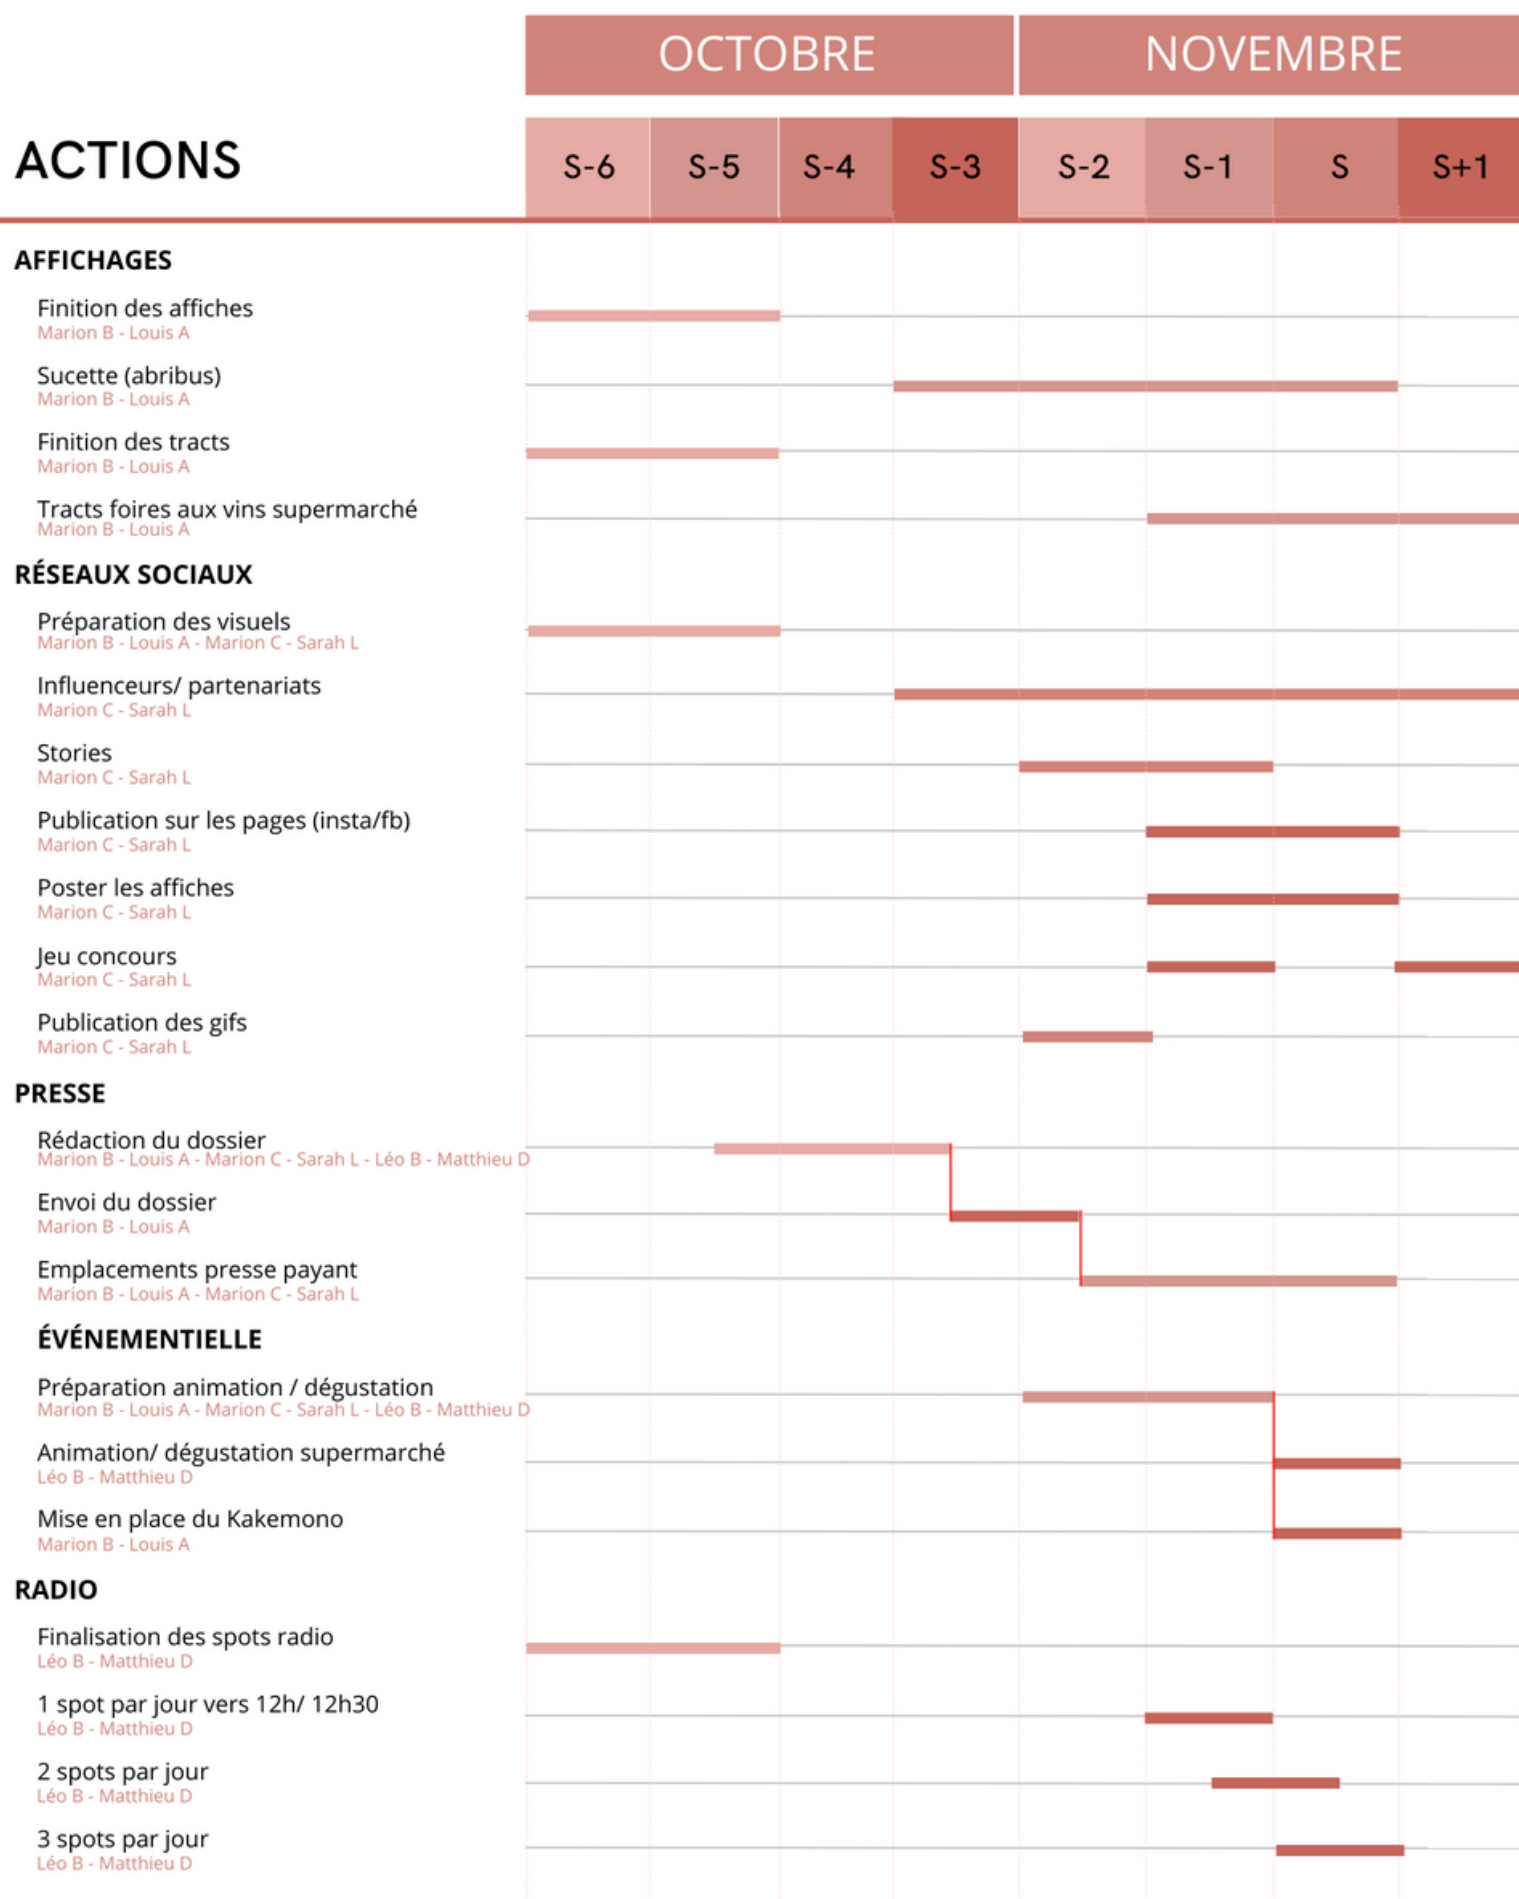 OCTOBRE NOVEMBRE
ACTIONS S-6 S-5 S-4 S-3 S-2 S-1 S S+1
AFFICHAGES
Finition des affiches
Marion B - Louis A
Sucette (abribus)
Marion B - Louis A
Finition des tracts
Marion B - Louis A
Tracts foires aux vins supermarché
Marion B - Louis A
RÉSEAUX SOCIAUX
Préparation des visuels
Marion B - Louis A - Marion C - Sarah L
Influenceurs/ partenariats
Marion C - Sarah L
Stories
Marion C - Sarah L
Publication sur les pages (insta/fb)
Marion C - Sarah L
Poster les affiches
Marion C - Sarah L
Jeu concours
Marion C - Sarah L
Publication des gifs
Marion C - Sarah L
PRESSE
Rédaction du dossier
Marion B - Louis A - Marion C - Sarah L - Léo B - Matthieu D
Envoi du dossier
Marion B - Louis A
Emplacements presse payant
Marion B - Louis A - Marion C - Sarah L
ÉVÉNEMENTIELLE
Préparation animation / dégustation
Marion B - Louis A - Marion C - Sarah L - Léo B - Matthieu D
Animation/ dégustation supermarché
Léo B - Matthieu D
Mise en place du Kakemono
Marion B - Louis A
RADIO
Finalisation des spots radio
Léo B - Matthieu D
1 spot par jour vers 12h/ 12h30
Léo B - Matthieu D
2 spots par jour
Léo B - Matthieu D
3 spots par jour
Léo B - Matthieu D